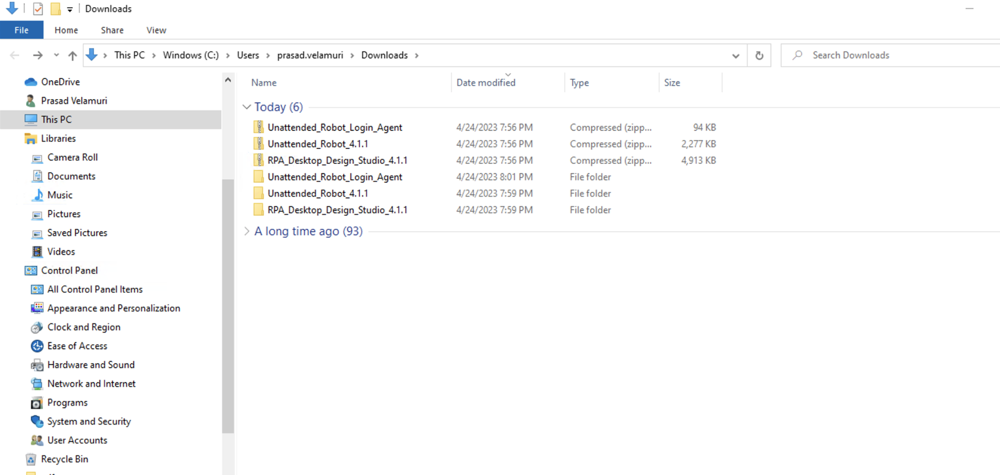 Downloads
File Home Share View
This PC Windows (C:) Users prasad.velamuri Downloads Search Downloads
OneDrive
Prasad Velamuri
This PC
Libraries
Camera Roll
Documents
Music
Pictures
Saved Pictures
Videos
Control Panel
All Control Panel Items
Appearance and Personalization
Clock and Region
Ease of Access
Hardware and Sound
Network and Internet
Programs
System and Security
User Accounts
Recycle Bin
Name Date modified Type Size
Today (6)
Unattended_Robot_Login_Agent 4/24/2023 7:56 PM Compressed (zipp... 94 KB
Unattended_Robot_4.1.1 4/24/2023 7:56 PM Compressed (zipp... 2,277 KB
RPA_Desktop_Design_Studio_4.1.1 4/24/2023 7:56 PM Compressed (zipp... 4,913 KB
Unattended_Robot_Login_Agent 4/24/2023 8:01 PM File folder
Unattended_Robot_4.1.1 4/24/2023 7:59 PM File folder
RPA_Desktop_Design_Studio_4.1.1 4/24/2023 7:59 PM File folder
A long time ago (93)